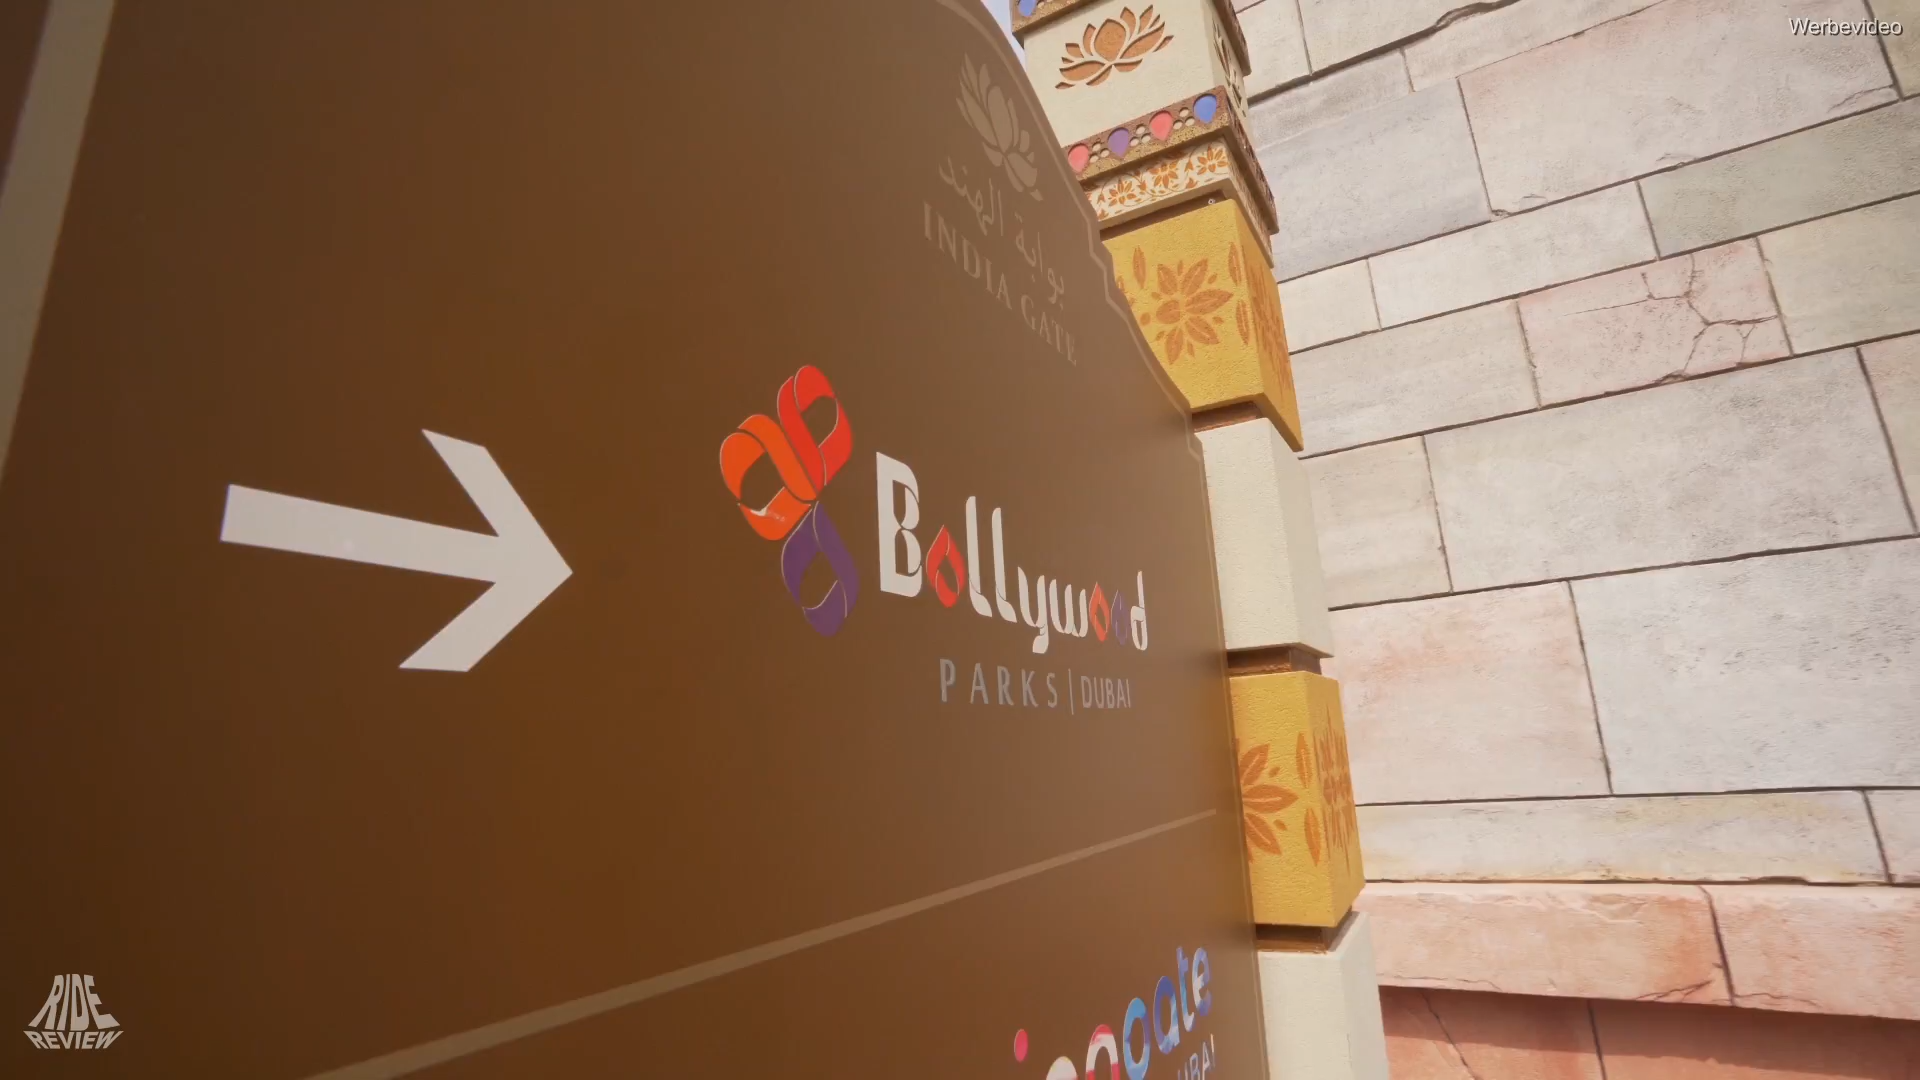 Werbevideo
بوابة الهند
INDIA GATE
Bollywood
PARKS | DUBAI
RIDE
REVIEW